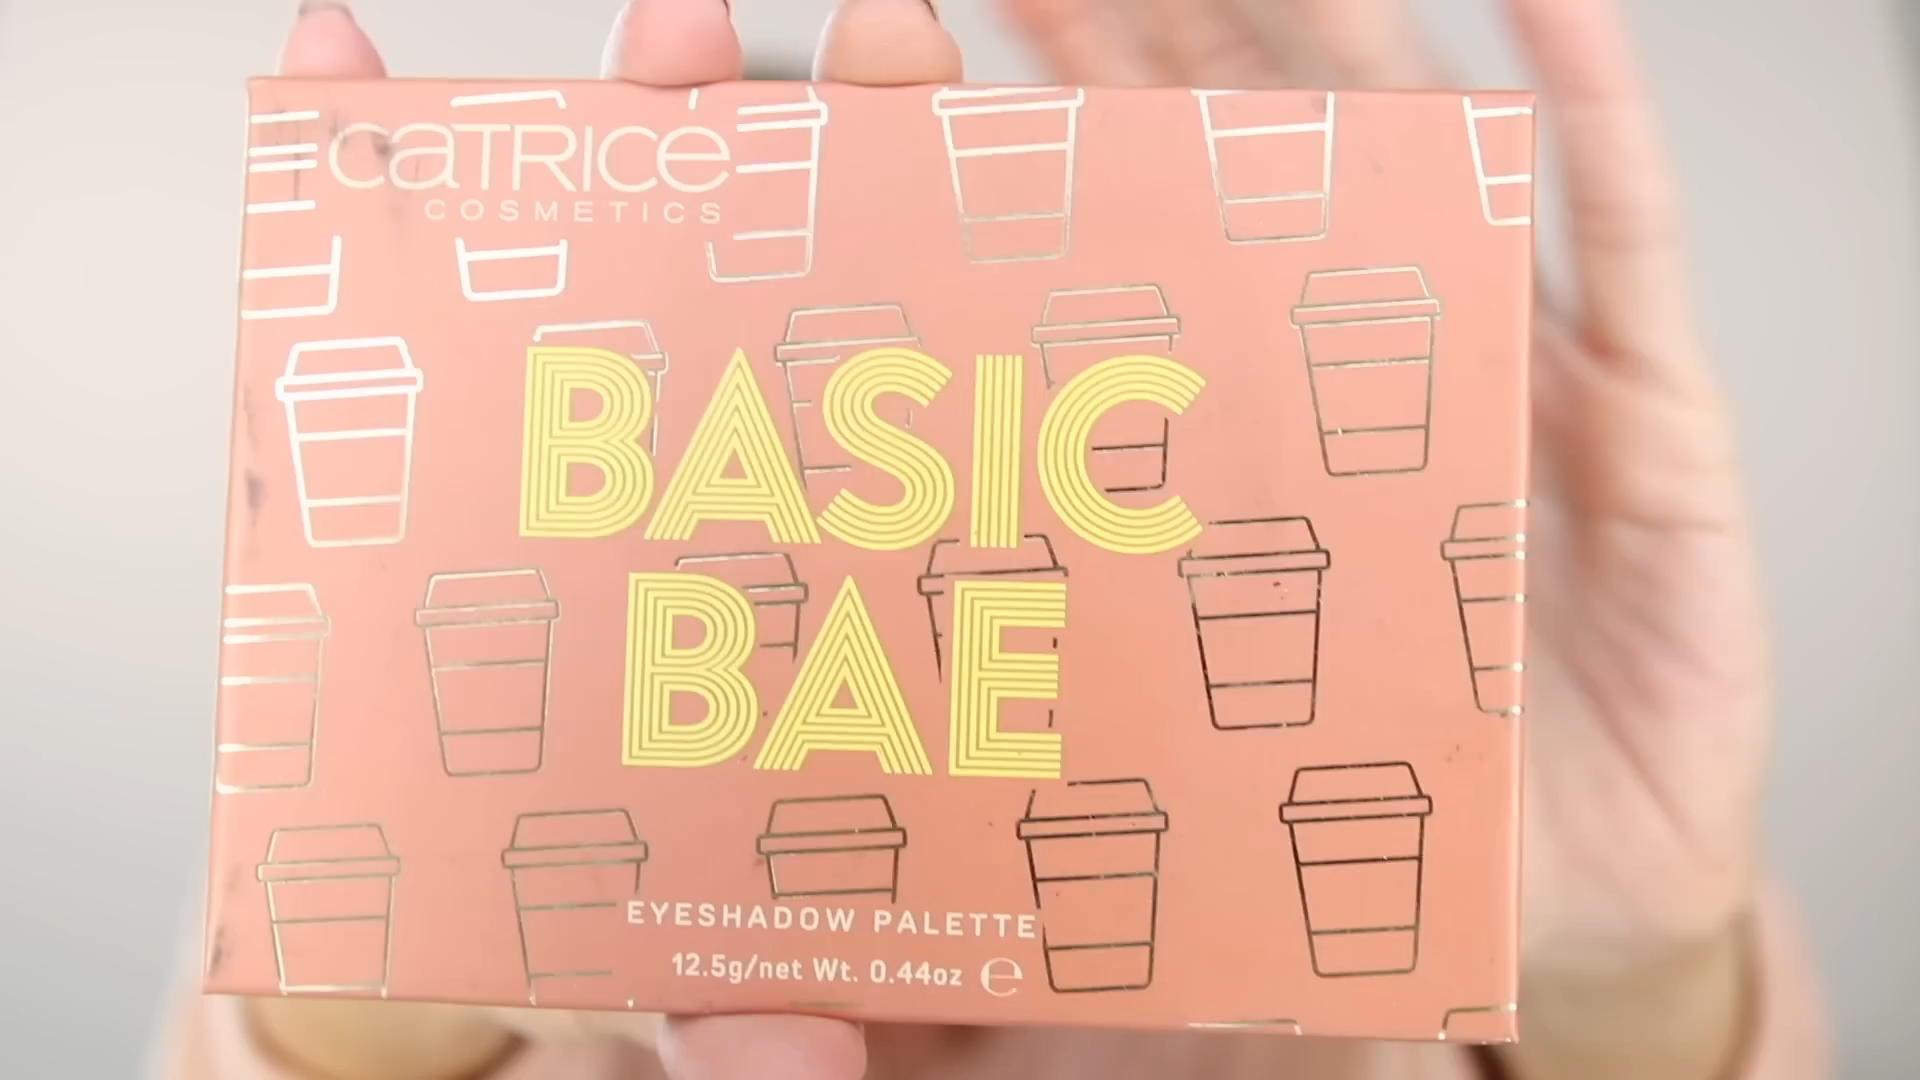 CATRICE
COSMETICS
BASIC
BAE
EYESHADOW PALETTE
12.5g/net Wt. 0.44oz ℮